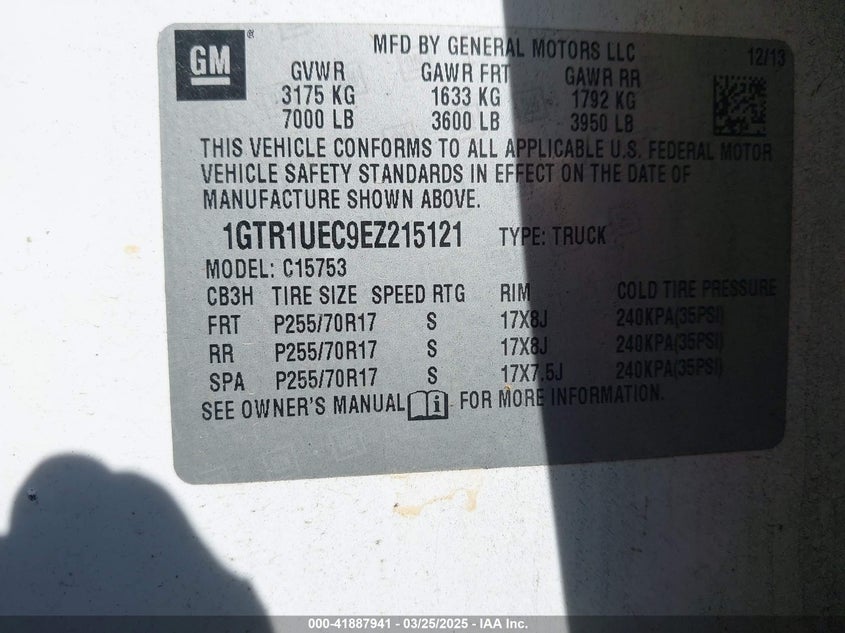 GM® MFD BY GENERAL MOTORS LLC 12/13
GVWR GAWR FRT GAWR RR
3175 KG 1633 KG 1792 KG
7000 LB 3600 LB 3950 LB
THIS VEHICLE CONFORMS TO ALL APPLICABLE U.S. FEDERAL MOTOR
VEHICLE SAFETY STANDARDS IN EFFECT ON THE DATE OF
MANUFACTURE SHOWN ABOVE.
1GTR1UEC9EZ215121 TYPE: TRUCK
MODEL: C15753
CB3H TIRE SIZE SPEED RTG RIM COLD TIRE PRESSURE
FRT P255/70R17 S 17X8J 240KPA(35PSI)
RR P255/70R17 S 17X8J 240KPA(35PSI)
SPA P255/70R17 S 17X7.5J 240KPA(35PSI)
SEE OWNER'S MANUAL i FOR MORE INFORMATION.
000-41887941 / 03/25/2025 - IAA Inc.